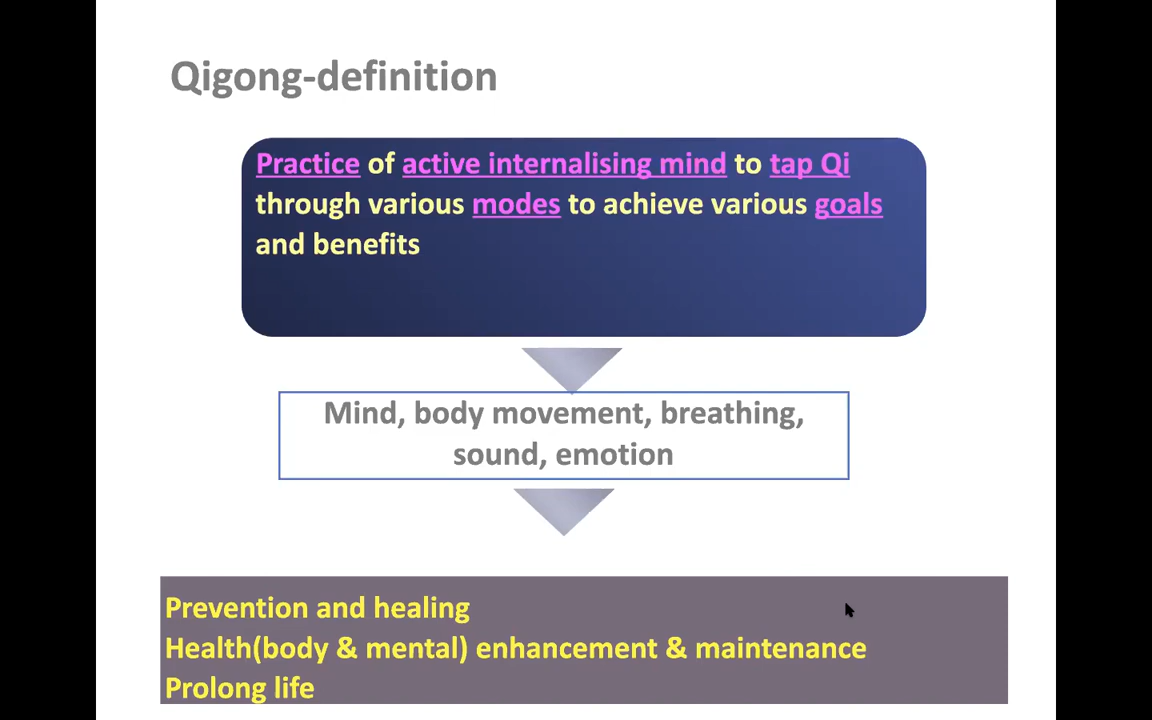 Qigong-definition
Practice of active internalising mind to tap Qi
through various modes to achieve various goals
and benefits
Mind, body movement, breathing,
sound, emotion
Prevention and healing
Health(body & mental) enhancement & maintenance
Prolong life